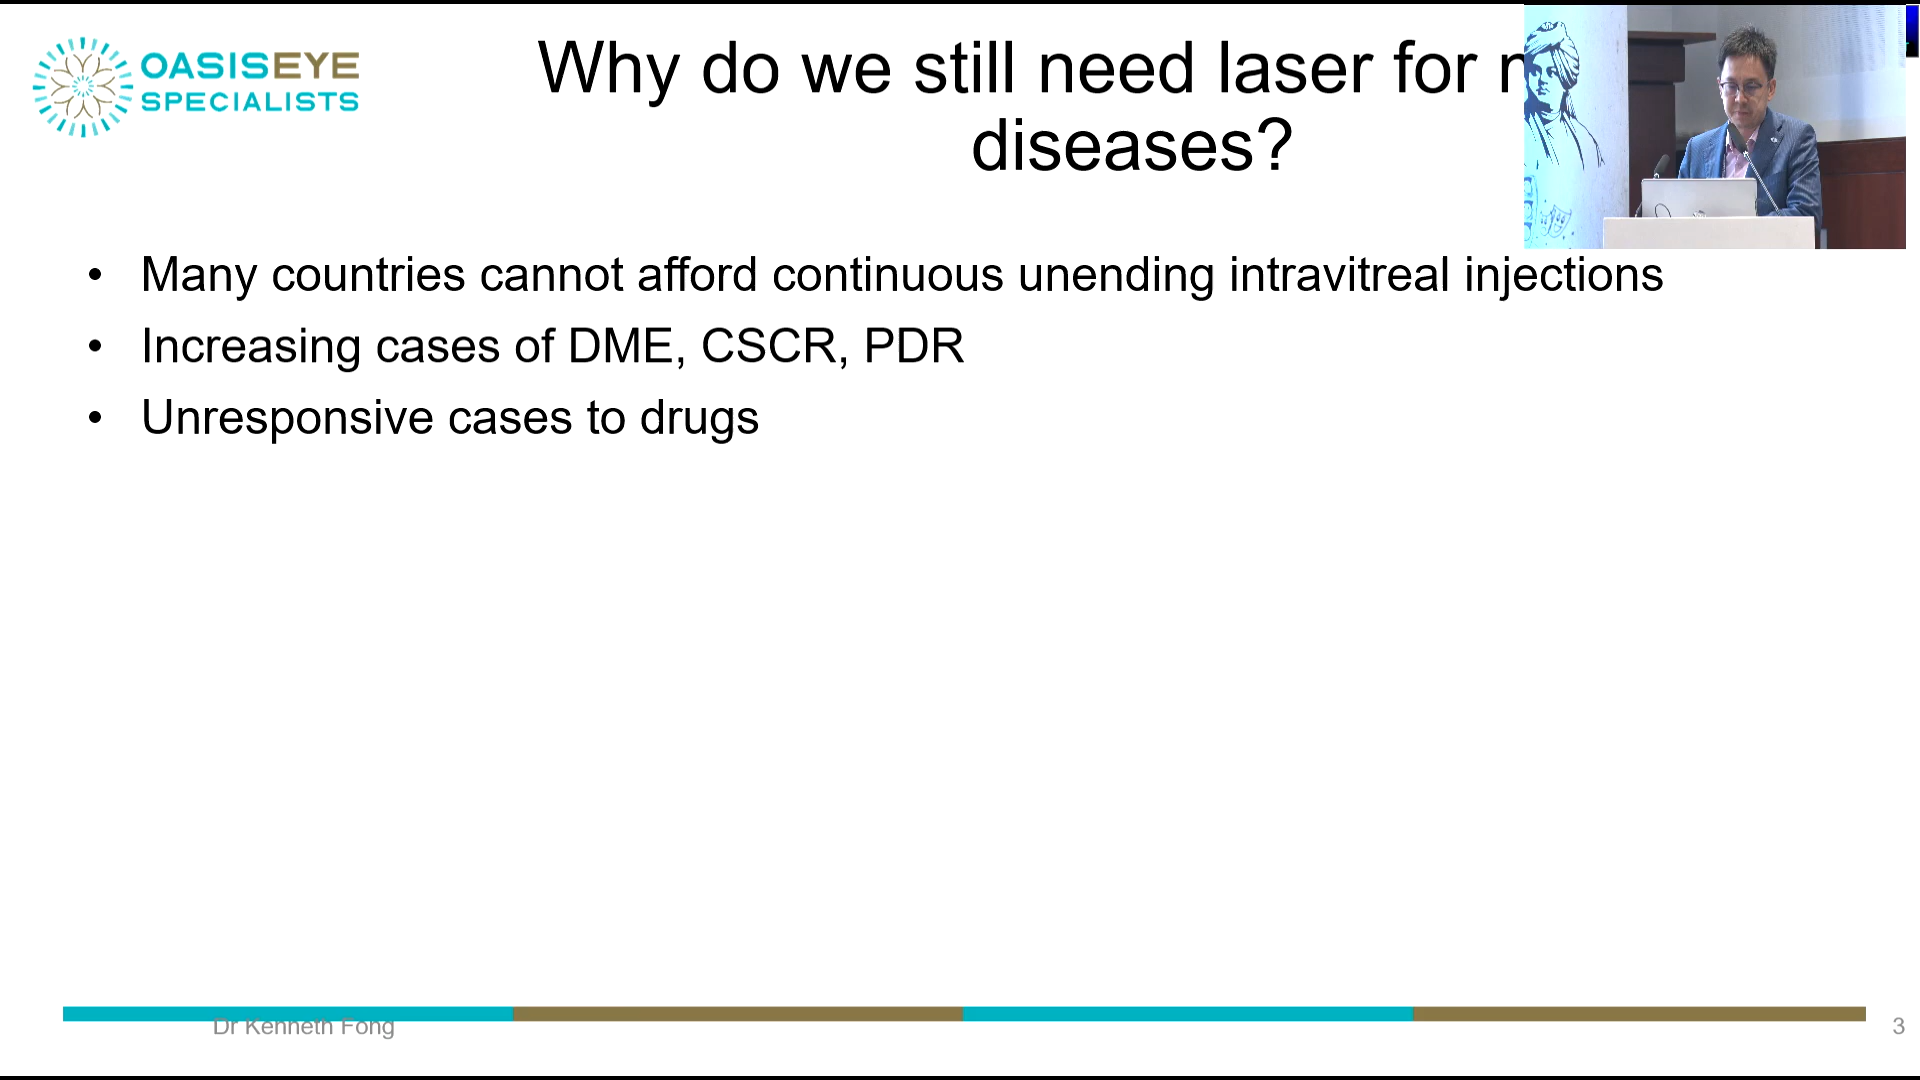 OASISEYE
SPECIALISTS
Why do we still need laser for
diseases?
• Many countries cannot afford continuous unending intravitreal injections
• Increasing cases of DME, CSCR, PDR
• Unresponsive cases to drugs
Dr Kenneth Fong
3